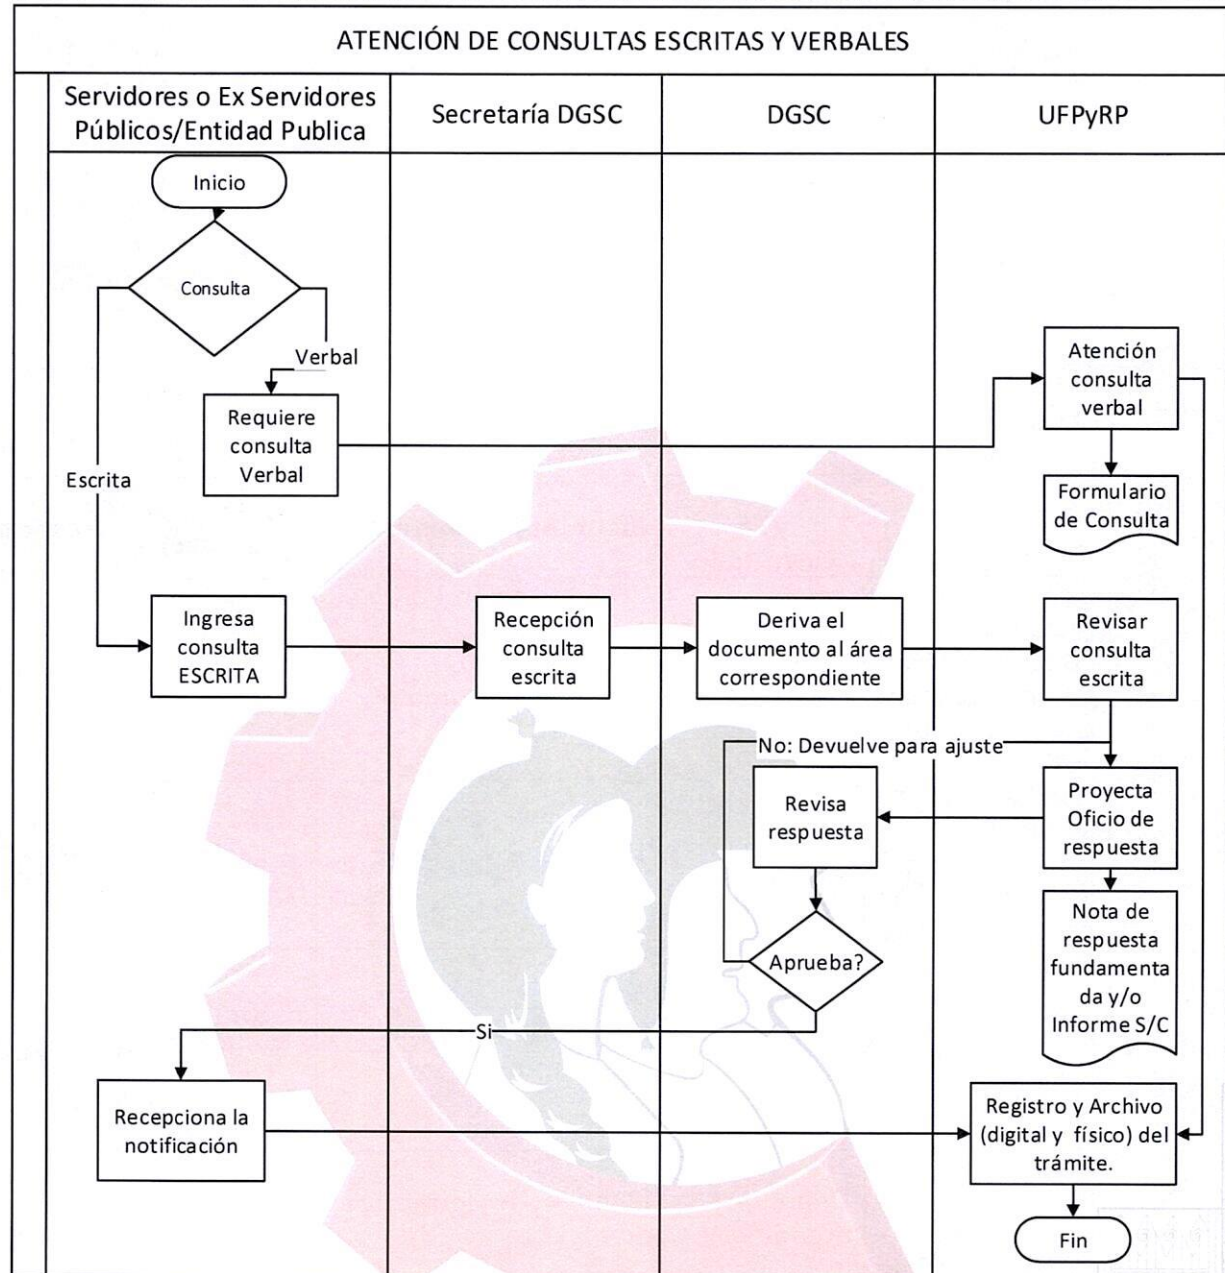 ATENCIÓN DE CONSULTAS ESCRITAS Y VERBALES
Servidores o Ex Servidores
Públicos/Entidad Publica
Secretaría DGSC
DGSC
UFPyRP
Inicio
Consulta
Verbal
Requiere
consulta
Verbal
Atención
consulta
verbal
Escrita
Formulario
de Consulta
Ingresa
consulta
ESCRITA
Recepción
consulta
escrita
Deriva el
documento al área
correspondiente
Revisar
consulta
escrita
No: Devuelve para ajuste
Revisa
respuesta
Proyecta
Oficio de
respuesta
Aprueba?
Nota de
respuesta
fundamenta
da y/o
Informe S/C
Si
Recepciona la
notificación
Registro y Archivo
(digital y físico) del
trámite.
Fin